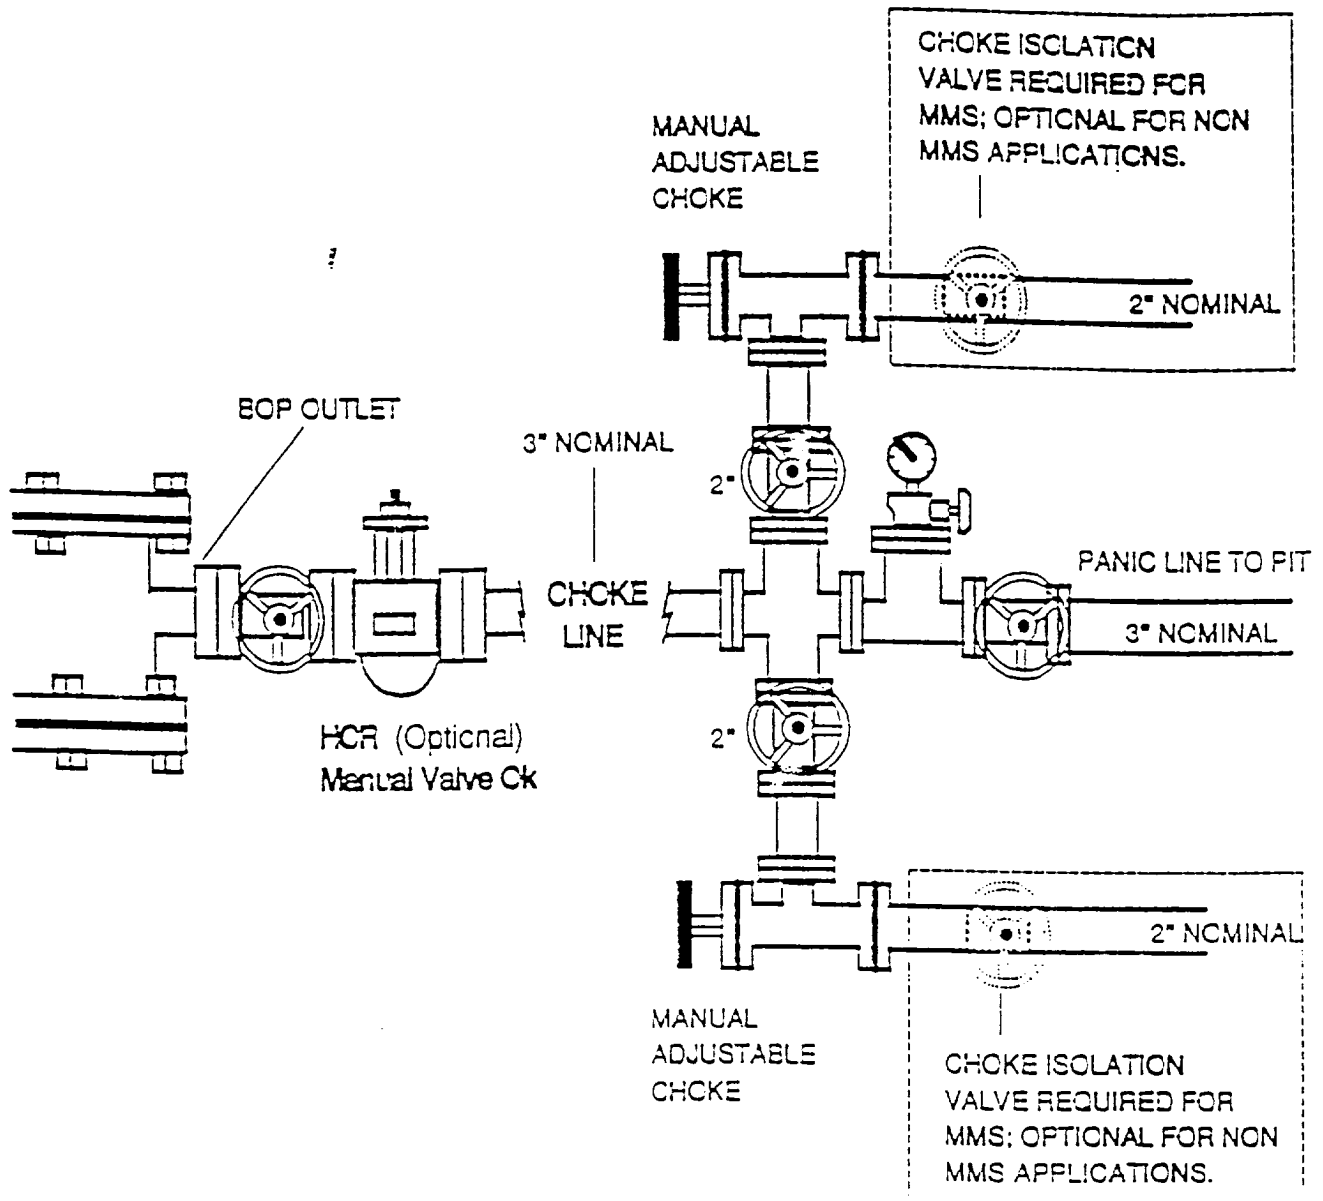 CHOKE ISOLATION
VALVE REQUIRED FOR
MMS; OPTIONAL FOR NON
MMS APPLICATIONS.
MANUAL
ADJUSTABLE
CHOKE
2" NOMINAL
BOP OUTLET
3" NOMINAL
2"
PANIC LINE TO PIT
CHOKE
LINE
3" NOMINAL
HCR (Optional)
Manual Valve Ok
2"
2" NOMINAL
MANUAL
ADJUSTABLE
CHOKE
CHOKE ISOLATION
VALVE REQUIRED FOR
MMS; OPTIONAL FOR NON
MMS APPLICATIONS.